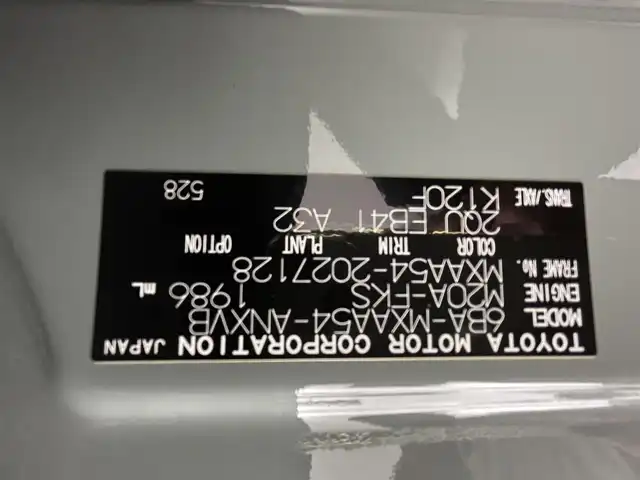 TOYOTA MOTOR CORPORATION JAPAN
MODEL 6BA-MXAA54-ANXVB
ENGINE M20A-FKS 1986 mL
FRAME No. MXAA54-2027128
COLOR TRIM PLANT OPTION
2QU EB41 A32
TRANS./AXLE K120F 528